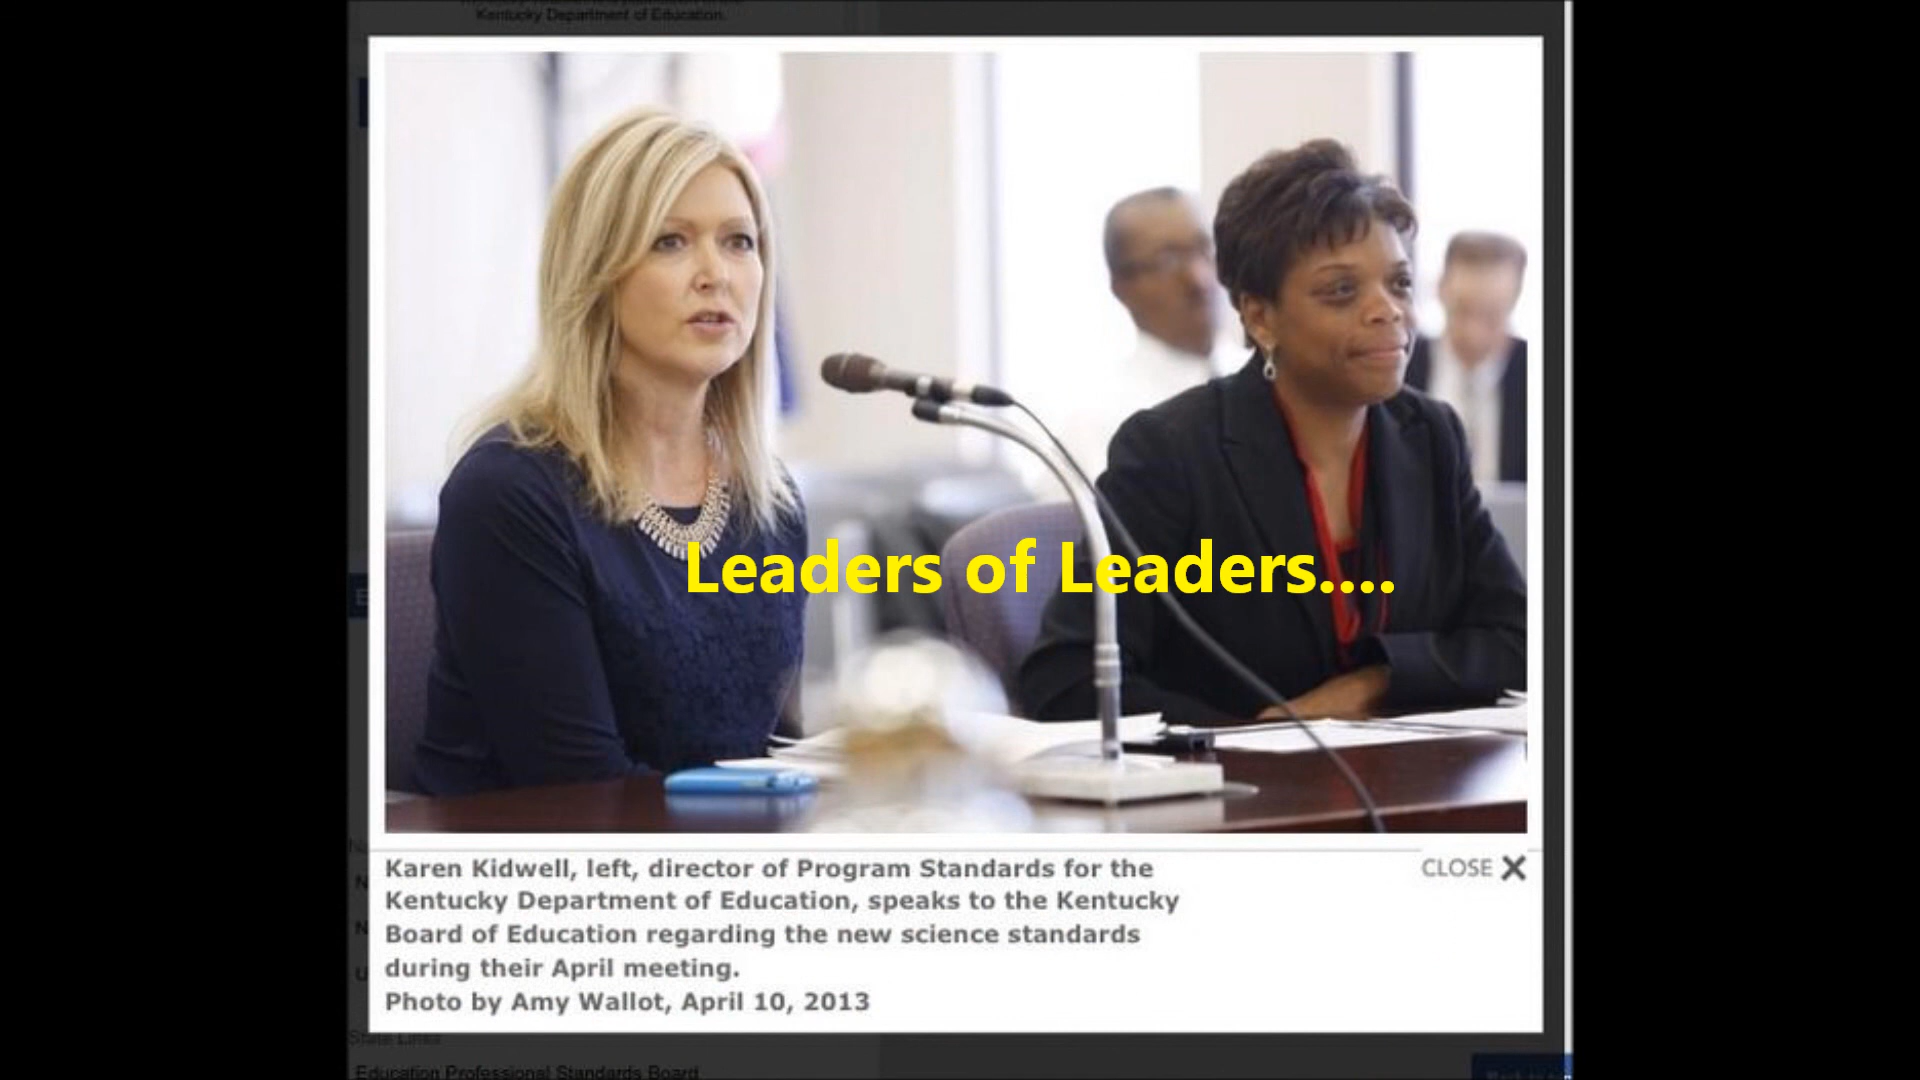 Kentucky Department of Education.
Leaders of Leaders....
Karen Kidwell, left, director of Program Standards for the
CLOSE X
Kentucky Department of Education, speaks to the Kentucky
Board of Education regarding the new science standards
during their April meeting.
Photo by Amy Wallot, April 10, 2013
State Links
Education Professional Standards Board